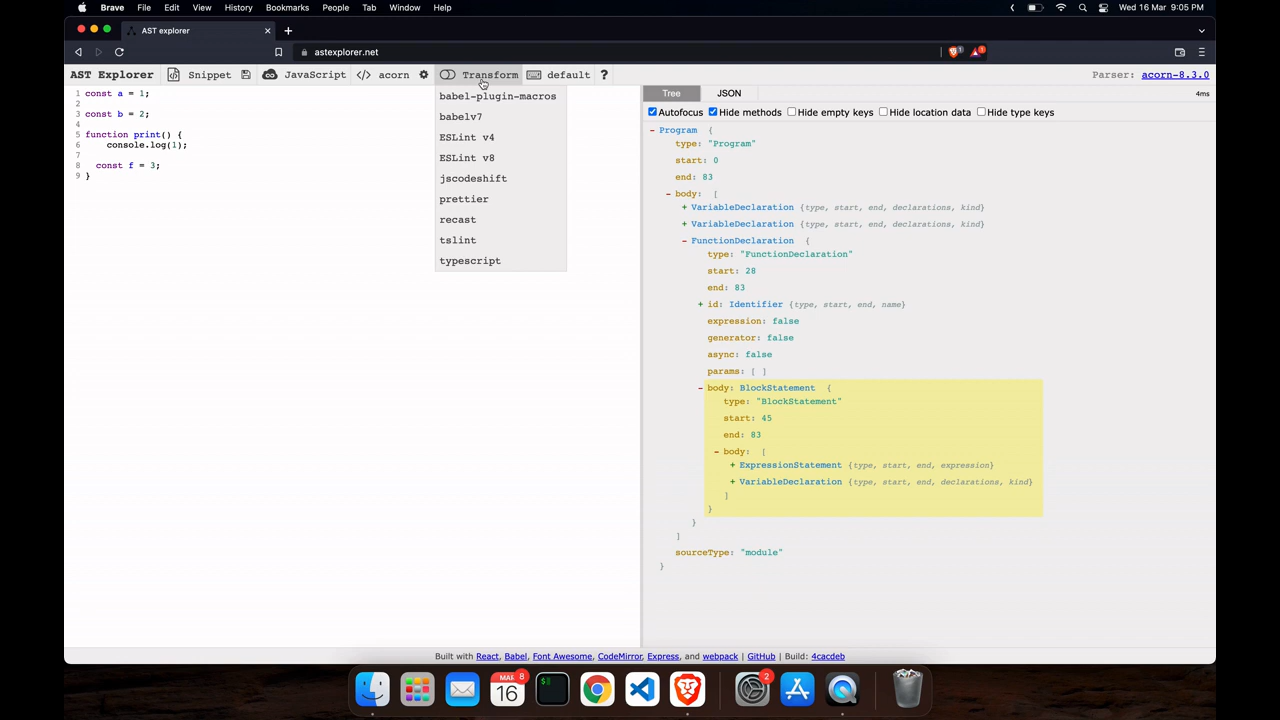 Brave File Edit View History Bookmarks People Tab Window Help Wed 16 Mar 9:05 PM
AST explorer
astexplorer.net 1 1
AST Explorer Snippet JavaScript </> acorn Transform default ? Parser: acorn-8.3.0
1 const a = 1;
2
3 const b = 2;
4
5 function print() {
6 console.log(1);
7
8 const f = 3;
9 }
babel-plugin-macros
babelv7
ESLint v4
ESLint v8
jscodeshift
prettier
recast
tslint
typescript
Tree JSON 4ms
Autofocus Hide methods Hide empty keys Hide location data Hide type keys
- Program {
type: "Program"
start: 0
end: 83
- body: [
+ VariableDeclaration {type, start, end, declarations, kind}
+ VariableDeclaration {type, start, end, declarations, kind}
- FunctionDeclaration {
type: "FunctionDeclaration"
start: 28
end: 83
+ id: Identifier {type, start, end, name}
expression: false
generator: false
async: false
params: [ ]
- body: BlockStatement {
type: "BlockStatement"
start: 45
end: 83
- body: [
+ ExpressionStatement {type, start, end, expression}
+ VariableDeclaration {type, start, end, declarations, kind}
]
}
}
]
sourceType: "module"
}
Built with React, Babel, Font Awesome, CodeMirror, Express, and webpack | GitHub | Build: 4cacdeb
MAR 16 8 $ 2